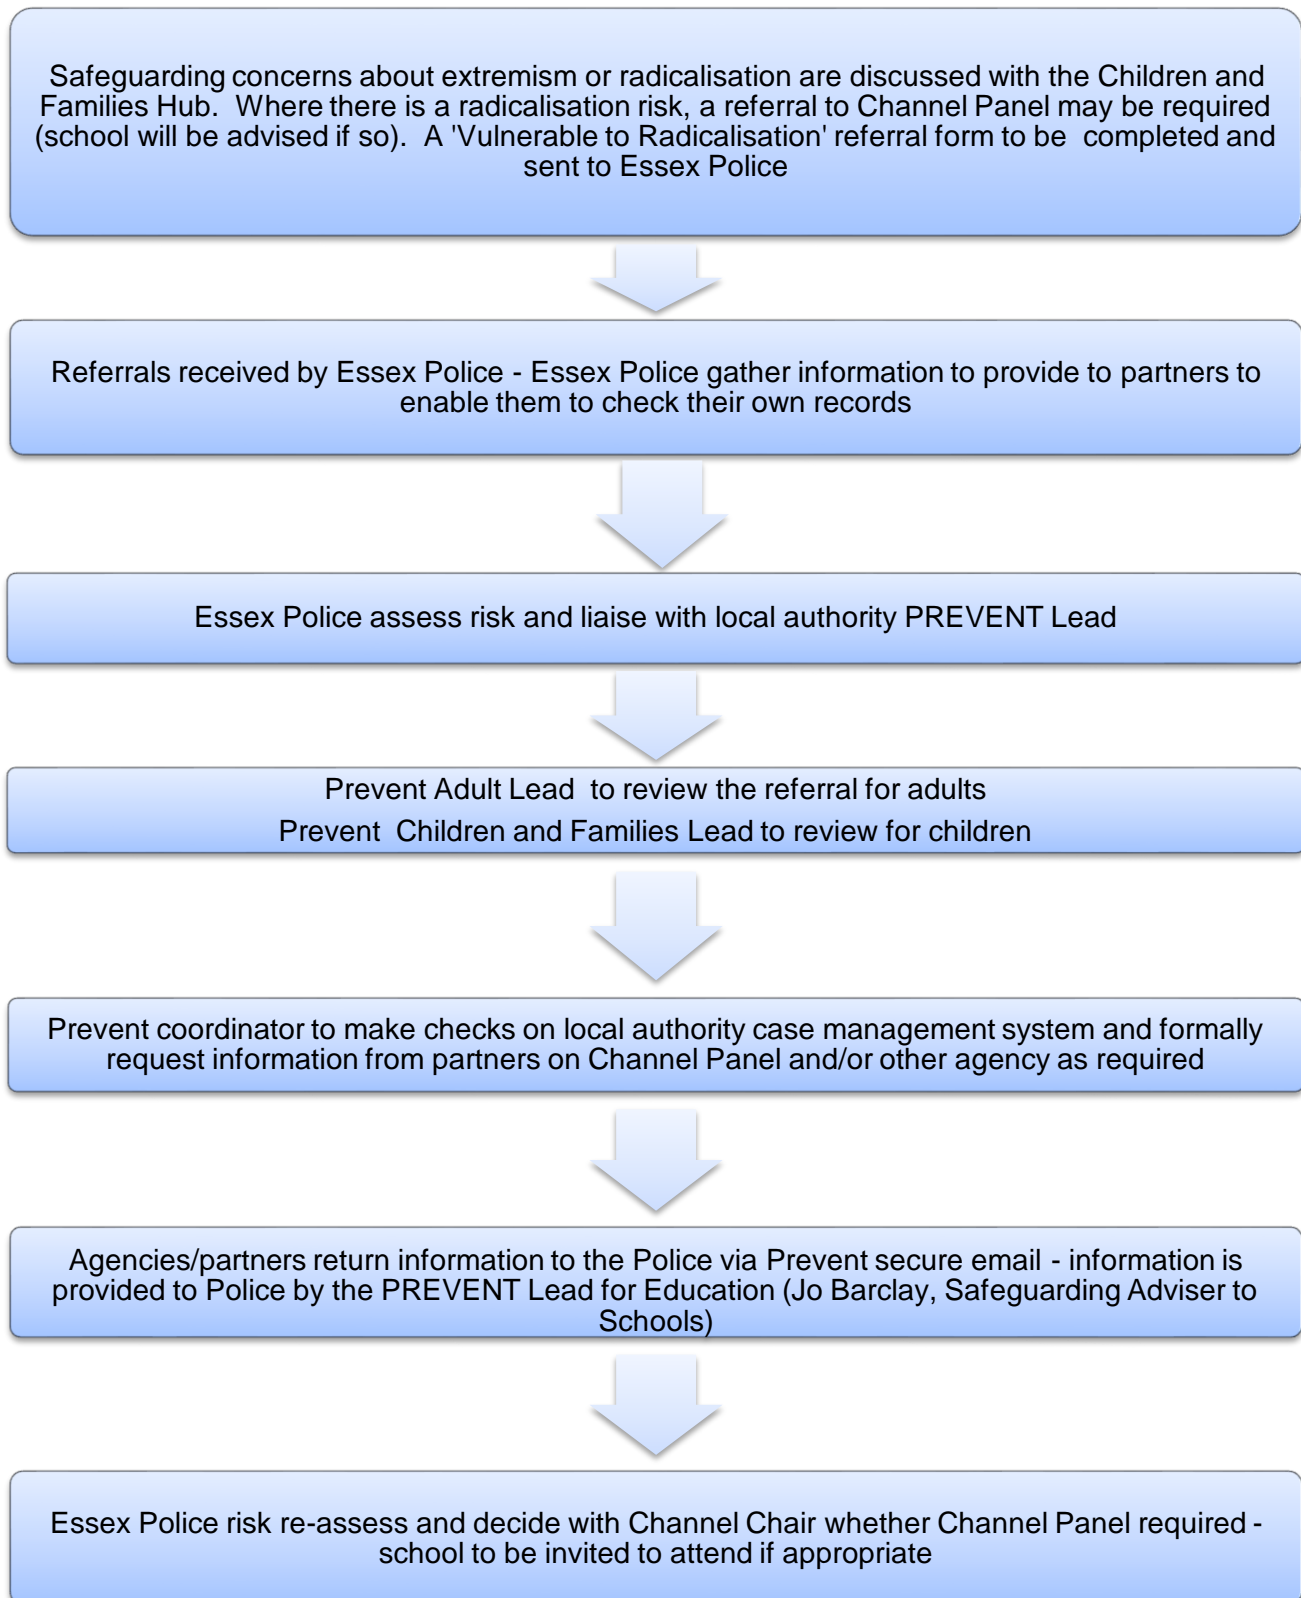 Safeguarding concerns about extremism or radicalisation are discussed with the Children and
Families Hub.  Where there is a radicalisation risk, a referral to Channel Panel may be required
(school will be advised if so).  A 'Vulnerable to Radicalisation' referral form to be  completed and
sent to Essex Police
Referrals received by Essex Police - Essex Police gather information to provide to partners to
enable them to check their own records
Essex Police assess risk and liaise with local authority PREVENT Lead
Prevent Adult Lead  to review the referral for adults
Prevent  Children and Families Lead to review for children
Prevent coordinator to make checks on local authority case management system and formally
request information from partners on Channel Panel and/or other agency as required
Agencies/partners return information to the Police via Prevent secure email - information is
provided to Police by the PREVENT Lead for Education (Jo Barclay, Safeguarding Adviser to
Schools)
Essex Police risk re-assess and decide with Channel Chair whether Channel Panel required -
school to be invited to attend if appropriate